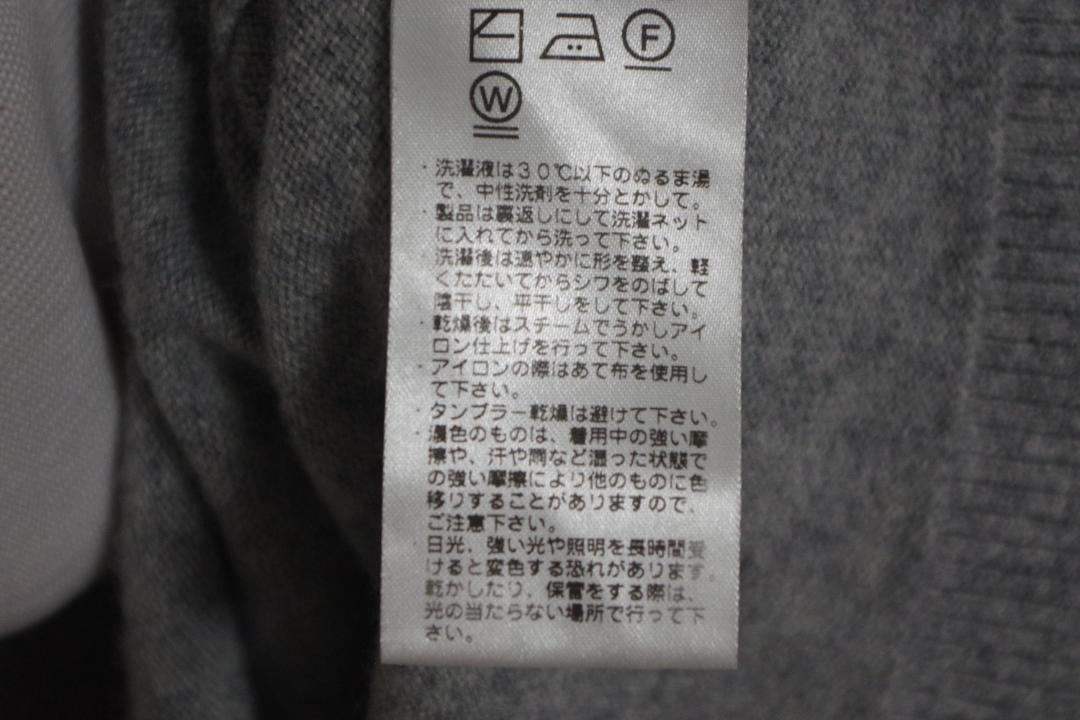 F
W
・洗濯液は30℃以下のぬるま湯
で、中性洗剤を十分とかして。
・製品は裏返しにして洗濯ネット
に入れてから洗って下さい。
・洗濯後は速やかに形を整え、軽
くたたいてからシワをのばして
陰干し、平干しをして下さい。
・乾燥後はスチームでうかしアイ
ロン仕上げを行って下さい。
・アイロンの際はあて布を使用し
て下さい。
・タンブラー乾燥は避けて下さい。
・濃色のものは、着用中の強い摩
擦や、汗や雨など湿った状態で
の強い摩擦により他のものに色
移りすることがありますので、
ご注意下さい。
・日光、強い光や照明を長時間受
けると変色する恐れがあります。
乾かしたり、保管をする際は、
光の当たらない場所で行って下
さい。